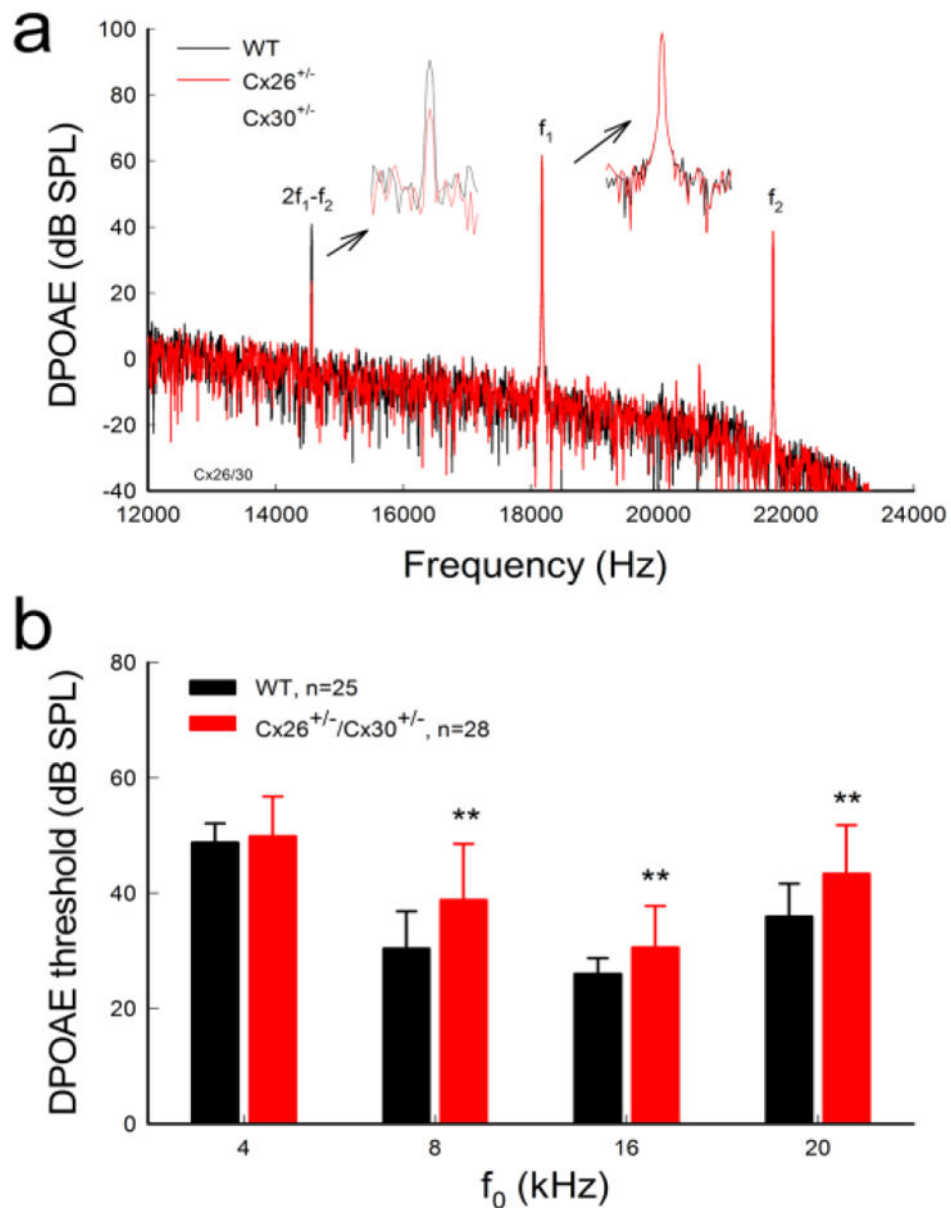 a
100
80
60
40
20
0
-20
-40
DPOAE (dB SPL)
WT
Cx26+/-
Cx30+/-
2f1-f2
f1
f2
Cx26/30
12000 14000 16000 18000 20000 22000 24000
Frequency (Hz)
b
80
60
40
20
0
DPOAE threshold (dB SPL)
WT, n=25
Cx26+/-/Cx30+/-, n=28
** ** **
4 8 16 20
f0 (kHz)